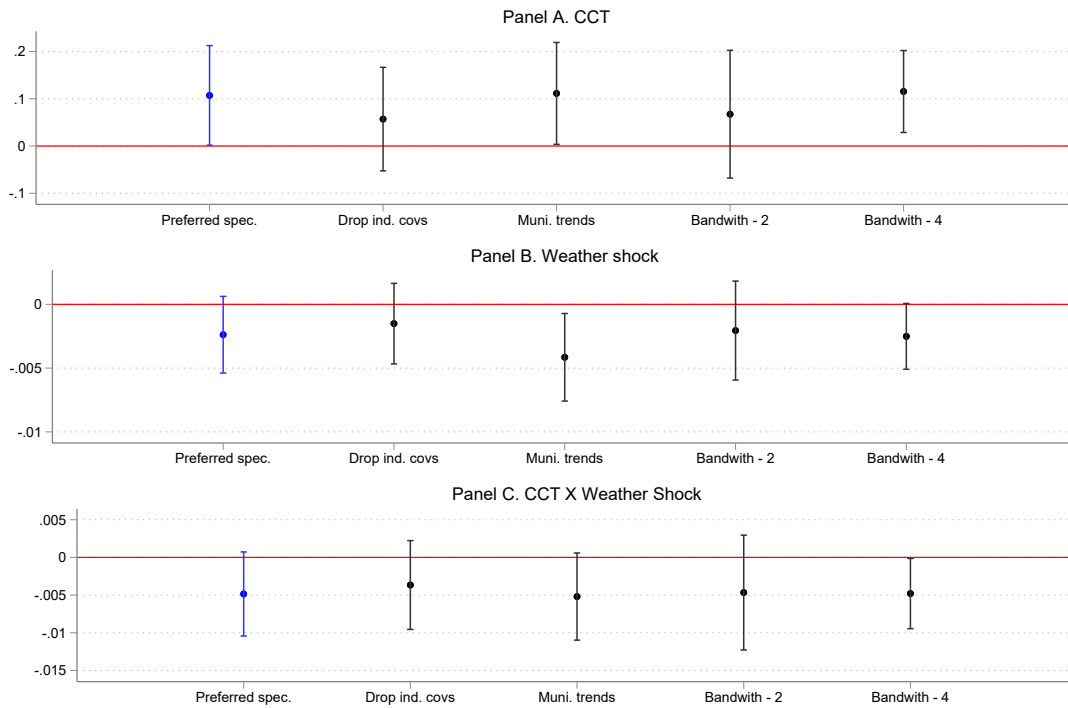 Panel A. CCT
.2
.1
0
-.1
Preferred spec. Drop ind. covs Muni. trends Bandwith - 2 Bandwith - 4
Panel B. Weather shock
0
-.005
-.01
Preferred spec. Drop ind. covs Muni. trends Bandwith - 2 Bandwith - 4
Panel C. CCT X Weather Shock
.005
0
-.005
-.01
-.015
Preferred spec. Drop ind. covs Muni. trends Bandwith - 2 Bandwith - 4